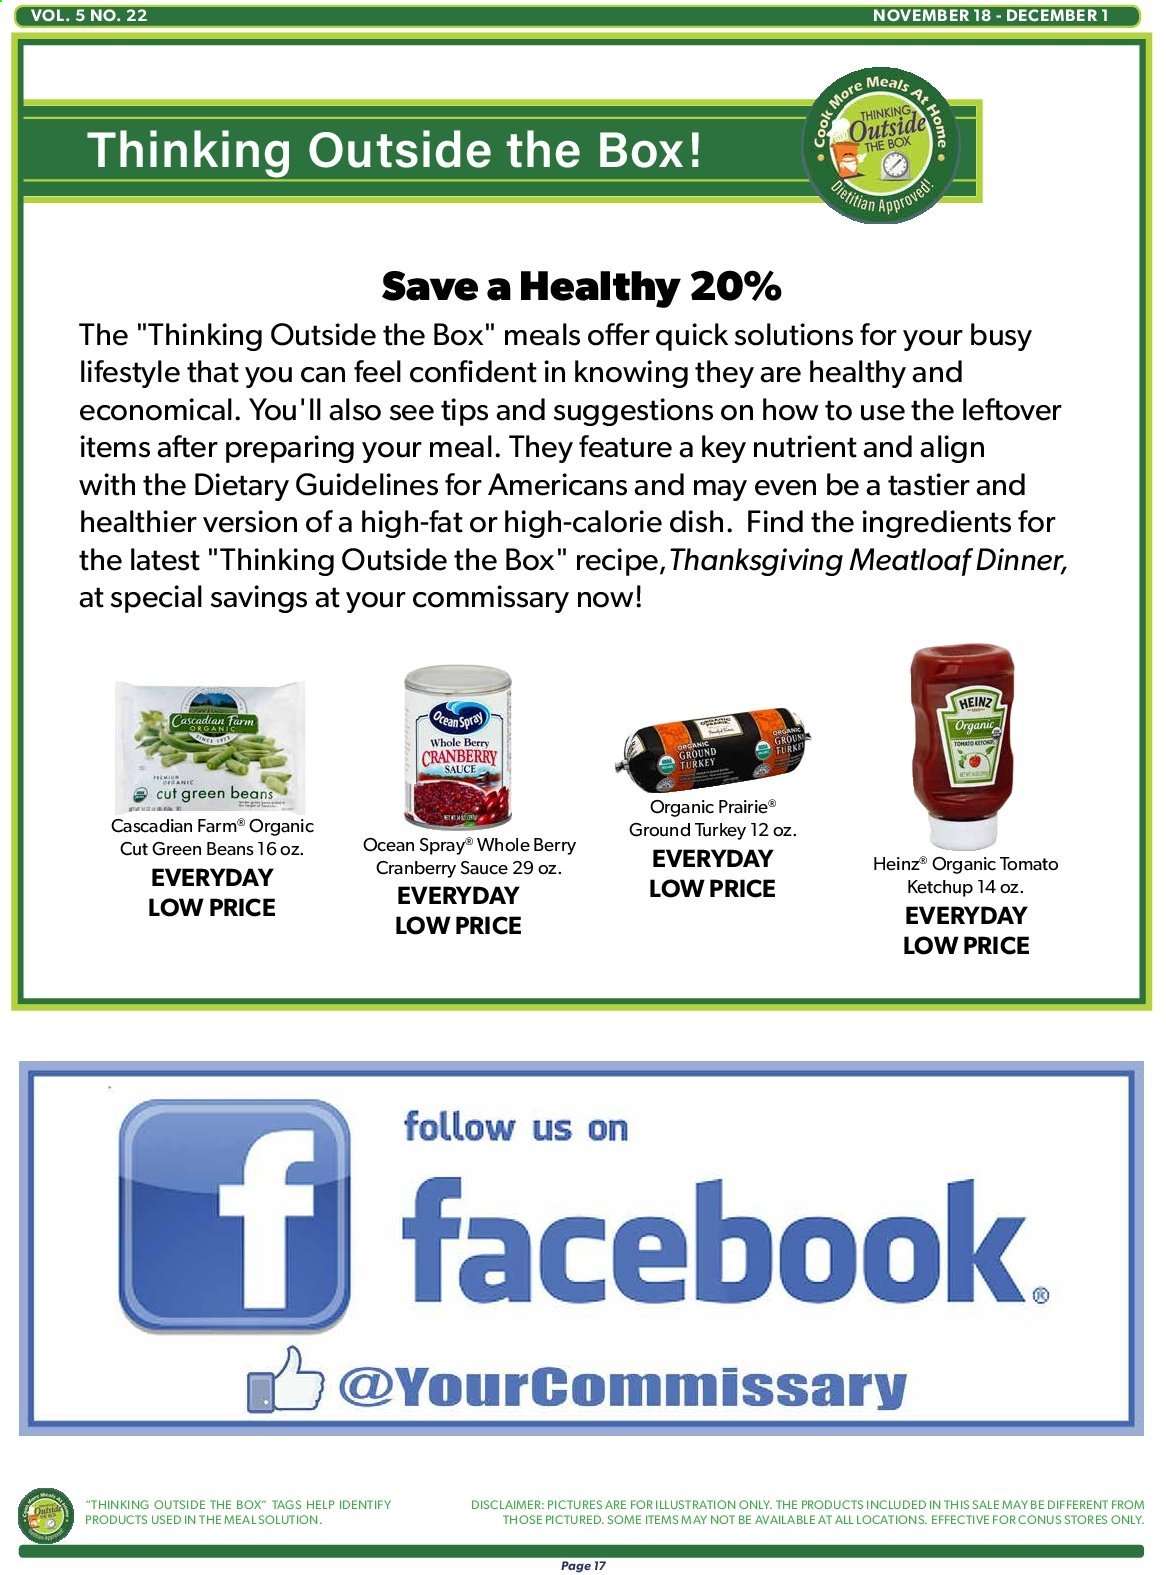 VOL. 5 NO. 22
NOVEMBER 18 - DECEMBER 1
Thinking Outside the Box!
Cook More Meals At Home
THINKING
Outside
THE BOX
Dietitian Approved!
Save a Healthy 20%
The "Thinking Outside the Box" meals offer quick solutions for your busy
lifestyle that you can feel confident in knowing they are healthy and
economical. You'll also see tips and suggestions on how to use the leftover
items after preparing your meal. They feature a key nutrient and align
with the Dietary Guidelines for Americans and may even be a tastier and
healthier version of a high-fat or high-calorie dish. Find the ingredients for
the latest "Thinking Outside the Box" recipe, Thanksgiving Meatloaf Dinner,
at special savings at your commissary now!
Cascadian Farm
ORGANIC
SINCE 1972
PREMIUM
ORGANIC
cut green beans
Cascadian Farm® Organic
Cut Green Beans 16 oz.
EVERYDAY
LOW PRICE
Ocean Spray
Whole Berry
CRANBERRY
SAUCE
Ocean Spray® Whole Berry
Cranberry Sauce 29 oz.
EVERYDAY
LOW PRICE
ORGANIC PRAIRIE
ORGANIC
GROUND
TURKEY
ORGANIC
GROUND
TURKEY
Organic Prairie®
Ground Turkey 12 oz.
EVERYDAY
LOW PRICE
HEINZ
Organic
TOMATO KETCHUP
Heinz® Organic Tomato
Ketchup 14 oz.
EVERYDAY
LOW PRICE
f
follow us on
facebook®
@YourCommissary
"THINKING OUTSIDE THE BOX" TAGS HELP IDENTIFY
PRODUCTS USED IN THE MEAL SOLUTION.
DISCLAIMER: PICTURES ARE FOR ILLUSTRATION ONLY. THE PRODUCTS INCLUDED IN THIS SALE MAY BE DIFFERENT FROM
THOSE PICTURED. SOME ITEMS MAY NOT BE AVAILABLE AT ALL LOCATIONS. EFFECTIVE FOR CONUS STORES ONLY.
Page 17